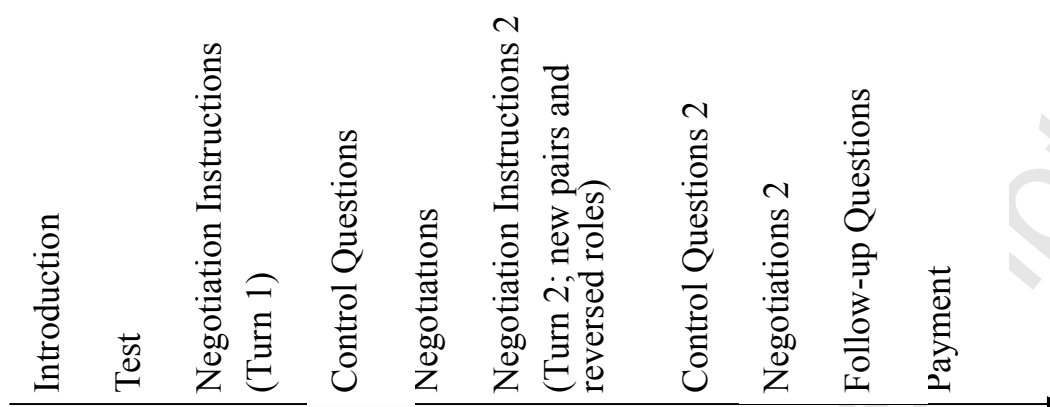 Introduction
Test
Negotiation Instructions
(Turn 1)
Control Questions
Negotiations
Negotiation Instructions 2
(Turn 2; new pairs and
reversed roles)
Control Questions 2
Negotiations 2
Follow-up Questions
Payment